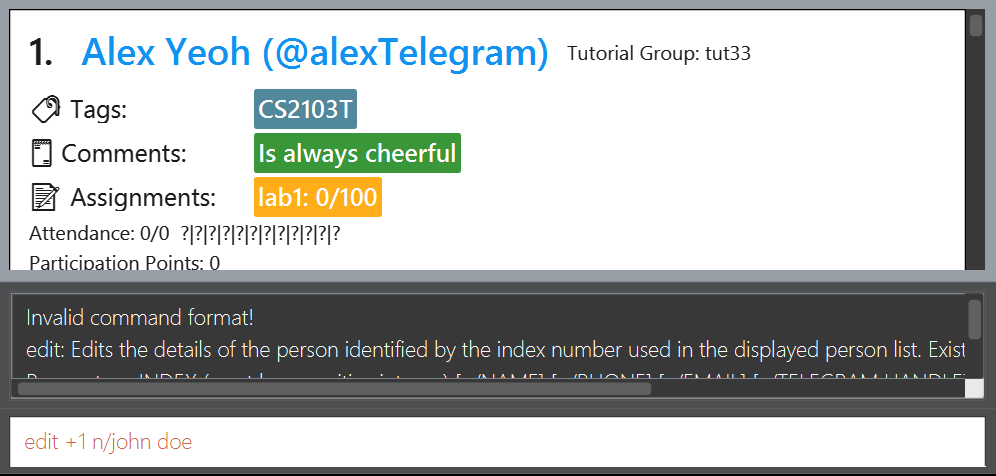 1. Alex Yeoh (@alexTelegram) Tutorial Group: tut33
Tags: CS2103T
Comments: Is always cheerful
Assignments: lab1: 0/100
Attendance: 0/0 ?|?|?|?|?|?|?|?|?|?|?|?
Participation Points: 0
Invalid command format!
edit: Edits the details of the person identified by the index number used in the displayed person list. Exist
edit +1 n/john doe